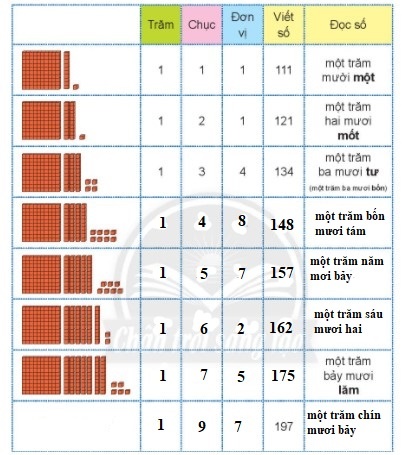 Trăm Chục Đơn vị Viết số Đọc số
1 1 1 111 một trăm
mười một
1 2 1 121 một trăm
hai mươi
mốt
1 3 4 134 một trăm
ba mươi tư
(một trăm ba mươi bốn)
1 4 8 148 một trăm bốn
mươi tám
1 5 7 157 một trăm năm
mơi bảy
1 6 2 162 một trăm sáu
mươi hai
Chân trời sáng tạo
1 7 5 175 một trăm
bảy mươi
lăm
1 9 7 197 một trăm chín
mươi bảy